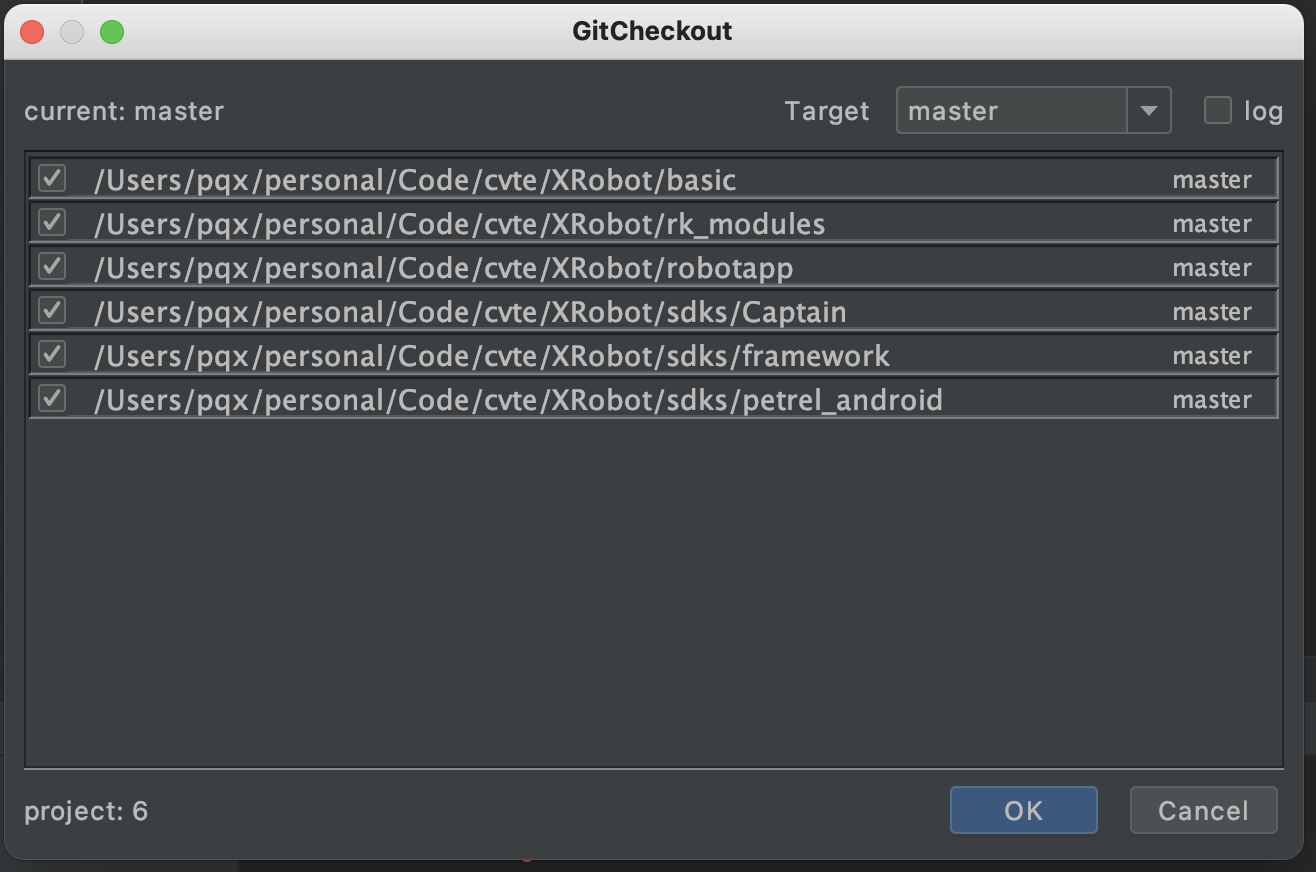 GitCheckout
current: master Target master log
/Users/pqx/personal/Code/cvte/XRobot/basic master
/Users/pqx/personal/Code/cvte/XRobot/rk_modules master
/Users/pqx/personal/Code/cvte/XRobot/robotapp master
/Users/pqx/personal/Code/cvte/XRobot/sdks/Captain master
/Users/pqx/personal/Code/cvte/XRobot/sdks/framework master
/Users/pqx/personal/Code/cvte/XRobot/sdks/petrel_android master
project: 6 OK Cancel